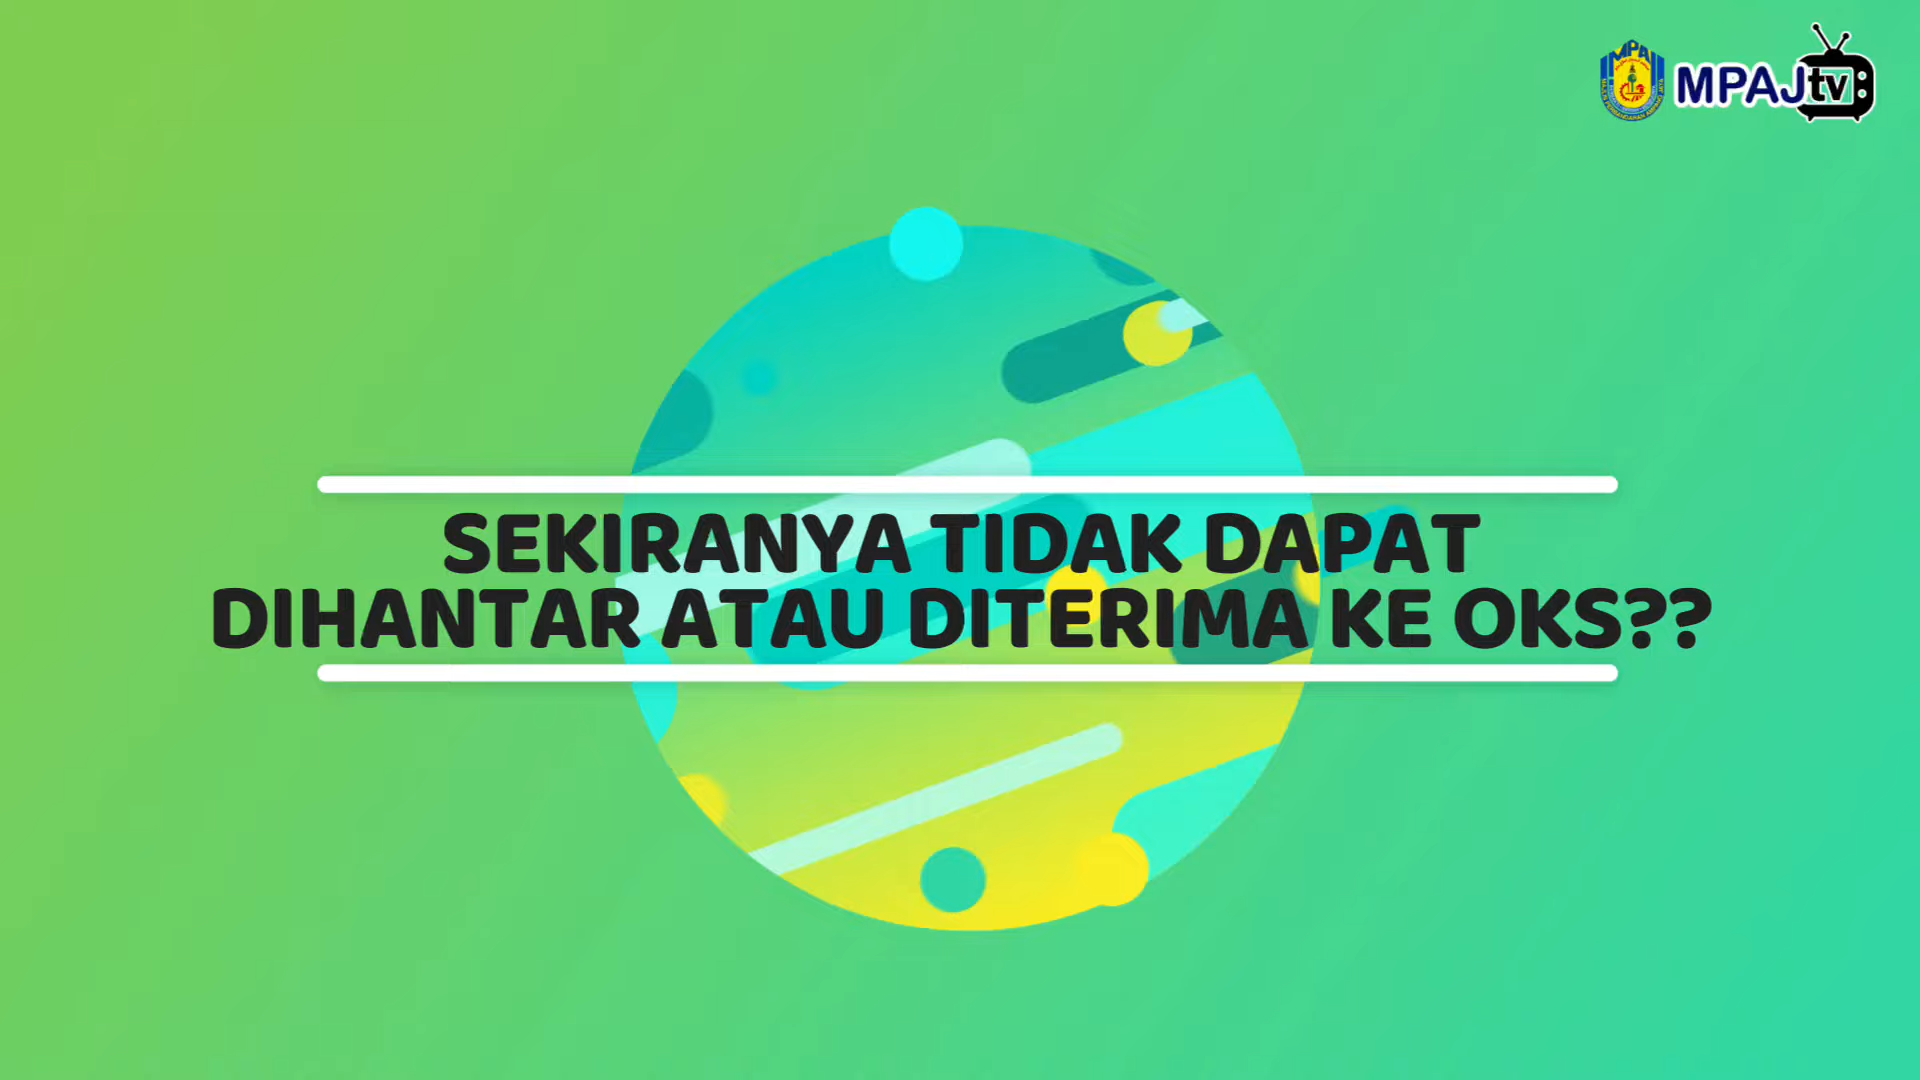 MPAJtv
SEKIRANYA TIDAK DAPAT
DIHANTAR ATAU DITERIMA KE OKS??